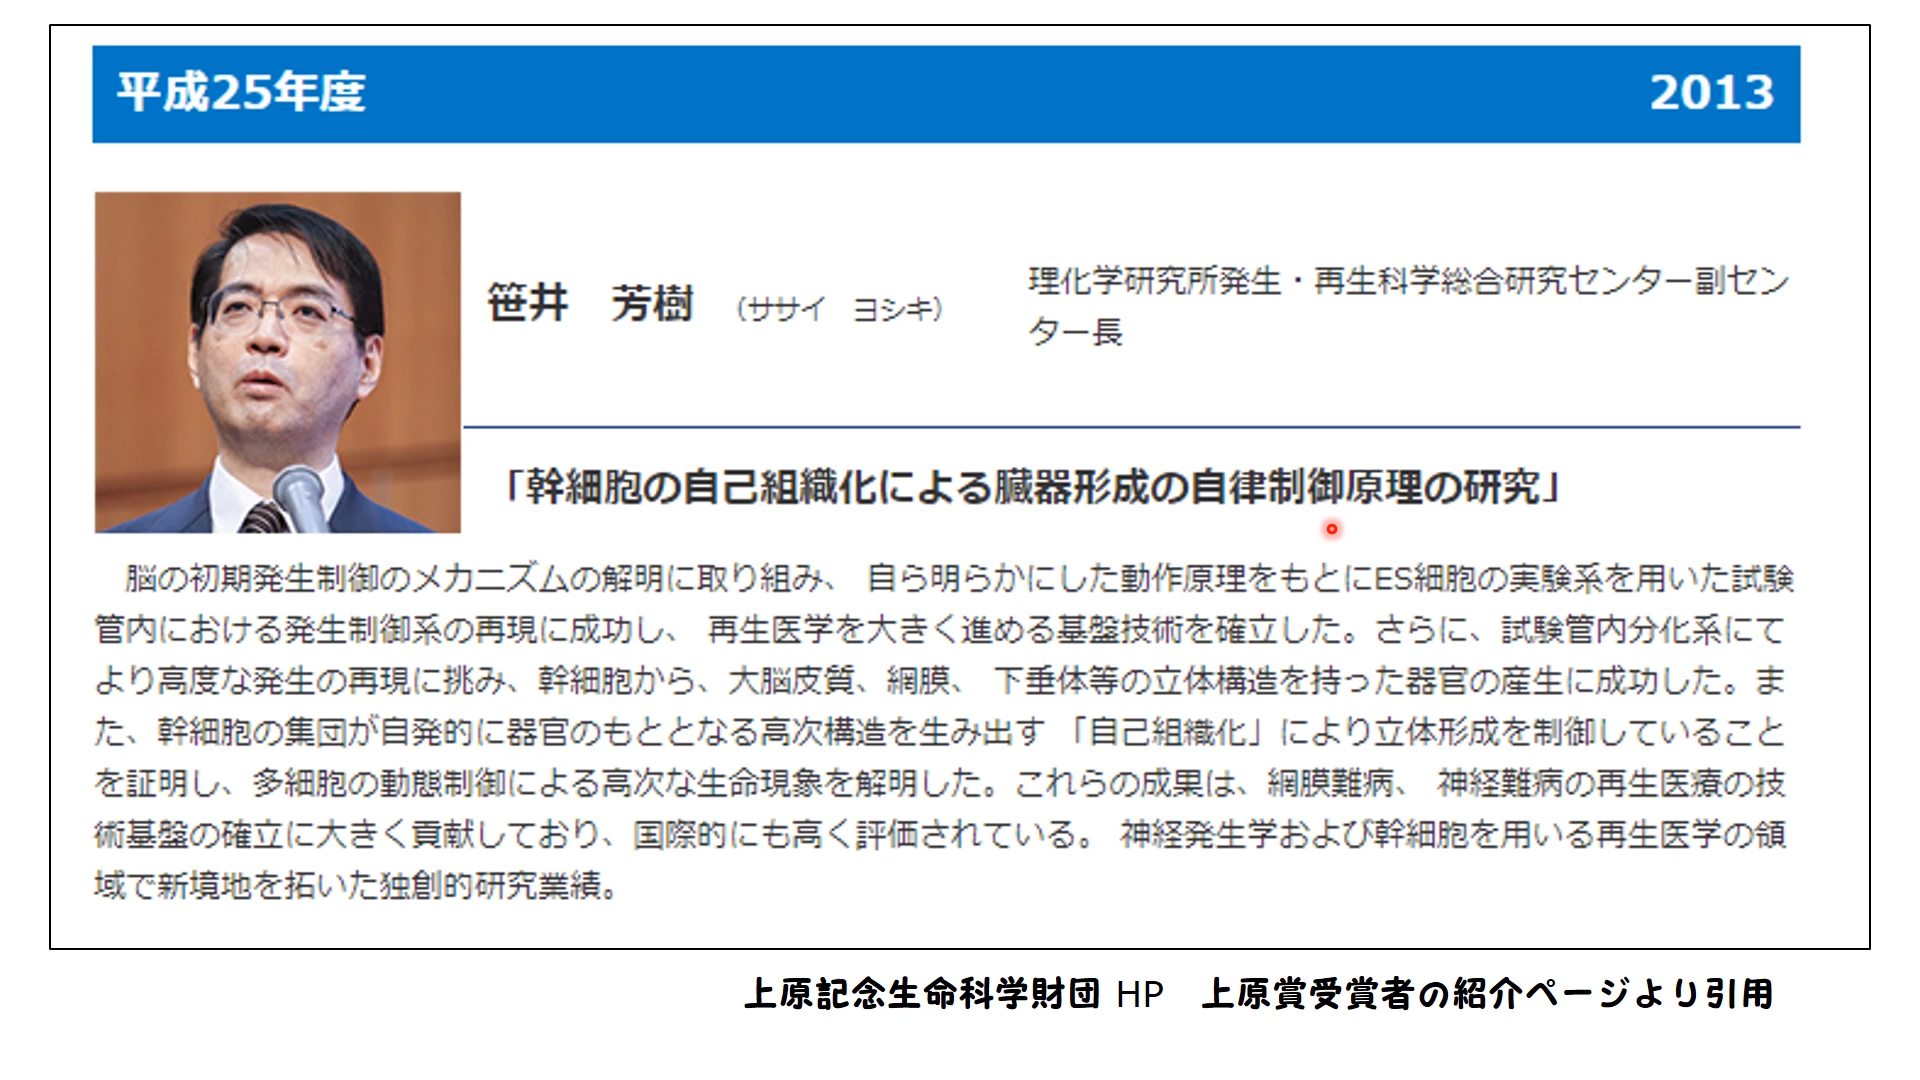 平成25年度 2013
笹井　芳樹　（ササイ　ヨシキ）
理化学研究所発生・再生科学総合研究センター副セン
ター長
「幹細胞の自己組織化による臓器形成の自律制御原理の研究」
脳の初期発生制御のメカニズムの解明に取り組み、 自ら明らかにした動作原理をもとにES細胞の実験系を用いた試験
管内における発生制御系の再現に成功し、 再生医学を大きく進める基盤技術を確立した。さらに、試験管内分化系にて
より高度な発生の再現に挑み、幹細胞から、大脳皮質、網膜、 下垂体等の立体構造を持った器官の産生に成功した。ま
た、幹細胞の集団が自発的に器官のもととなる高次構造を生み出す 「自己組織化」により立体形成を制御していること
を証明し、多細胞の動態制御による高次な生命現象を解明した。これらの成果は、網膜難病、 神経難病の再生医療の技
術基盤の確立に大きく貢献しており、国際的にも高く評価されている。 神経発生学および幹細胞を用いる再生医学の領
域で新境地を拓いた独創的研究業績。
上原記念生命科学財団 HP　上原賞受賞者の紹介ページより引用